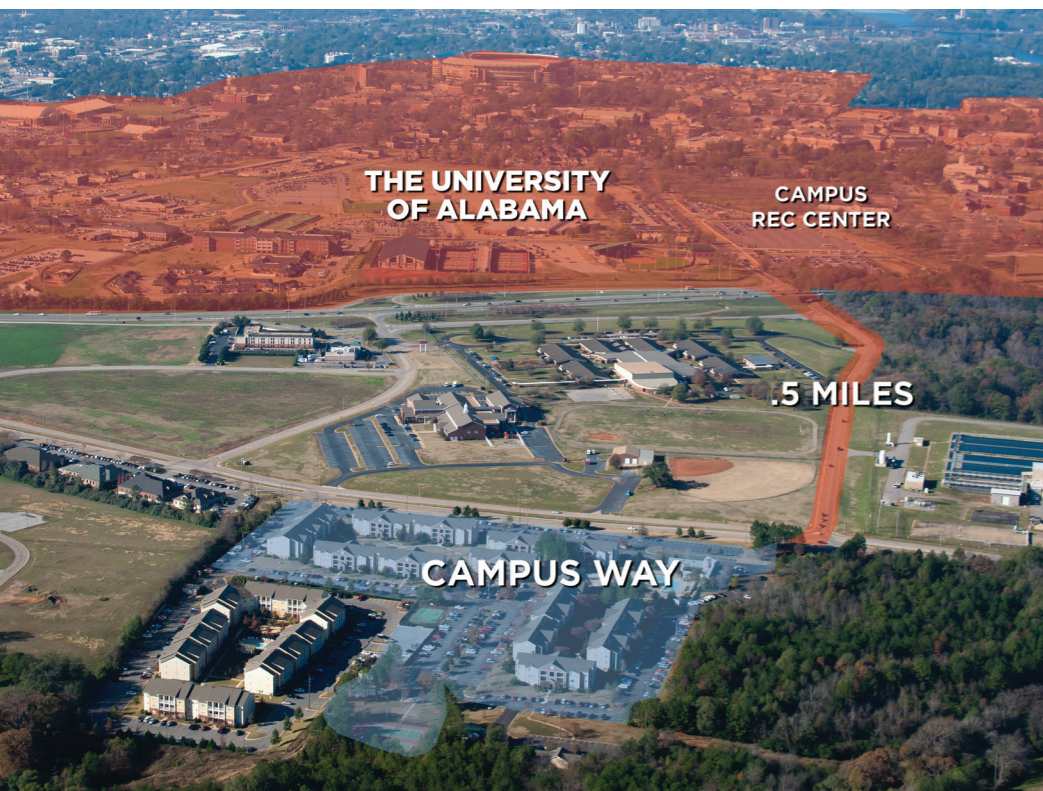 THE UNIVERSITY
OF ALABAMA
CAMPUS
REC CENTER
.5 MILES
CAMPUS WAY